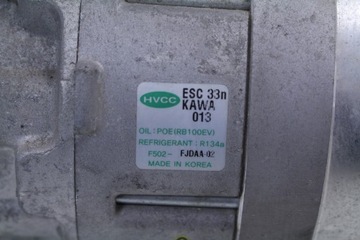 HVCC ESC 33n
KAWA
013
OIL: POE(RB100EV)
REFRIGERANT : R134a
F502- FJDAA-02
MADE IN KOREA